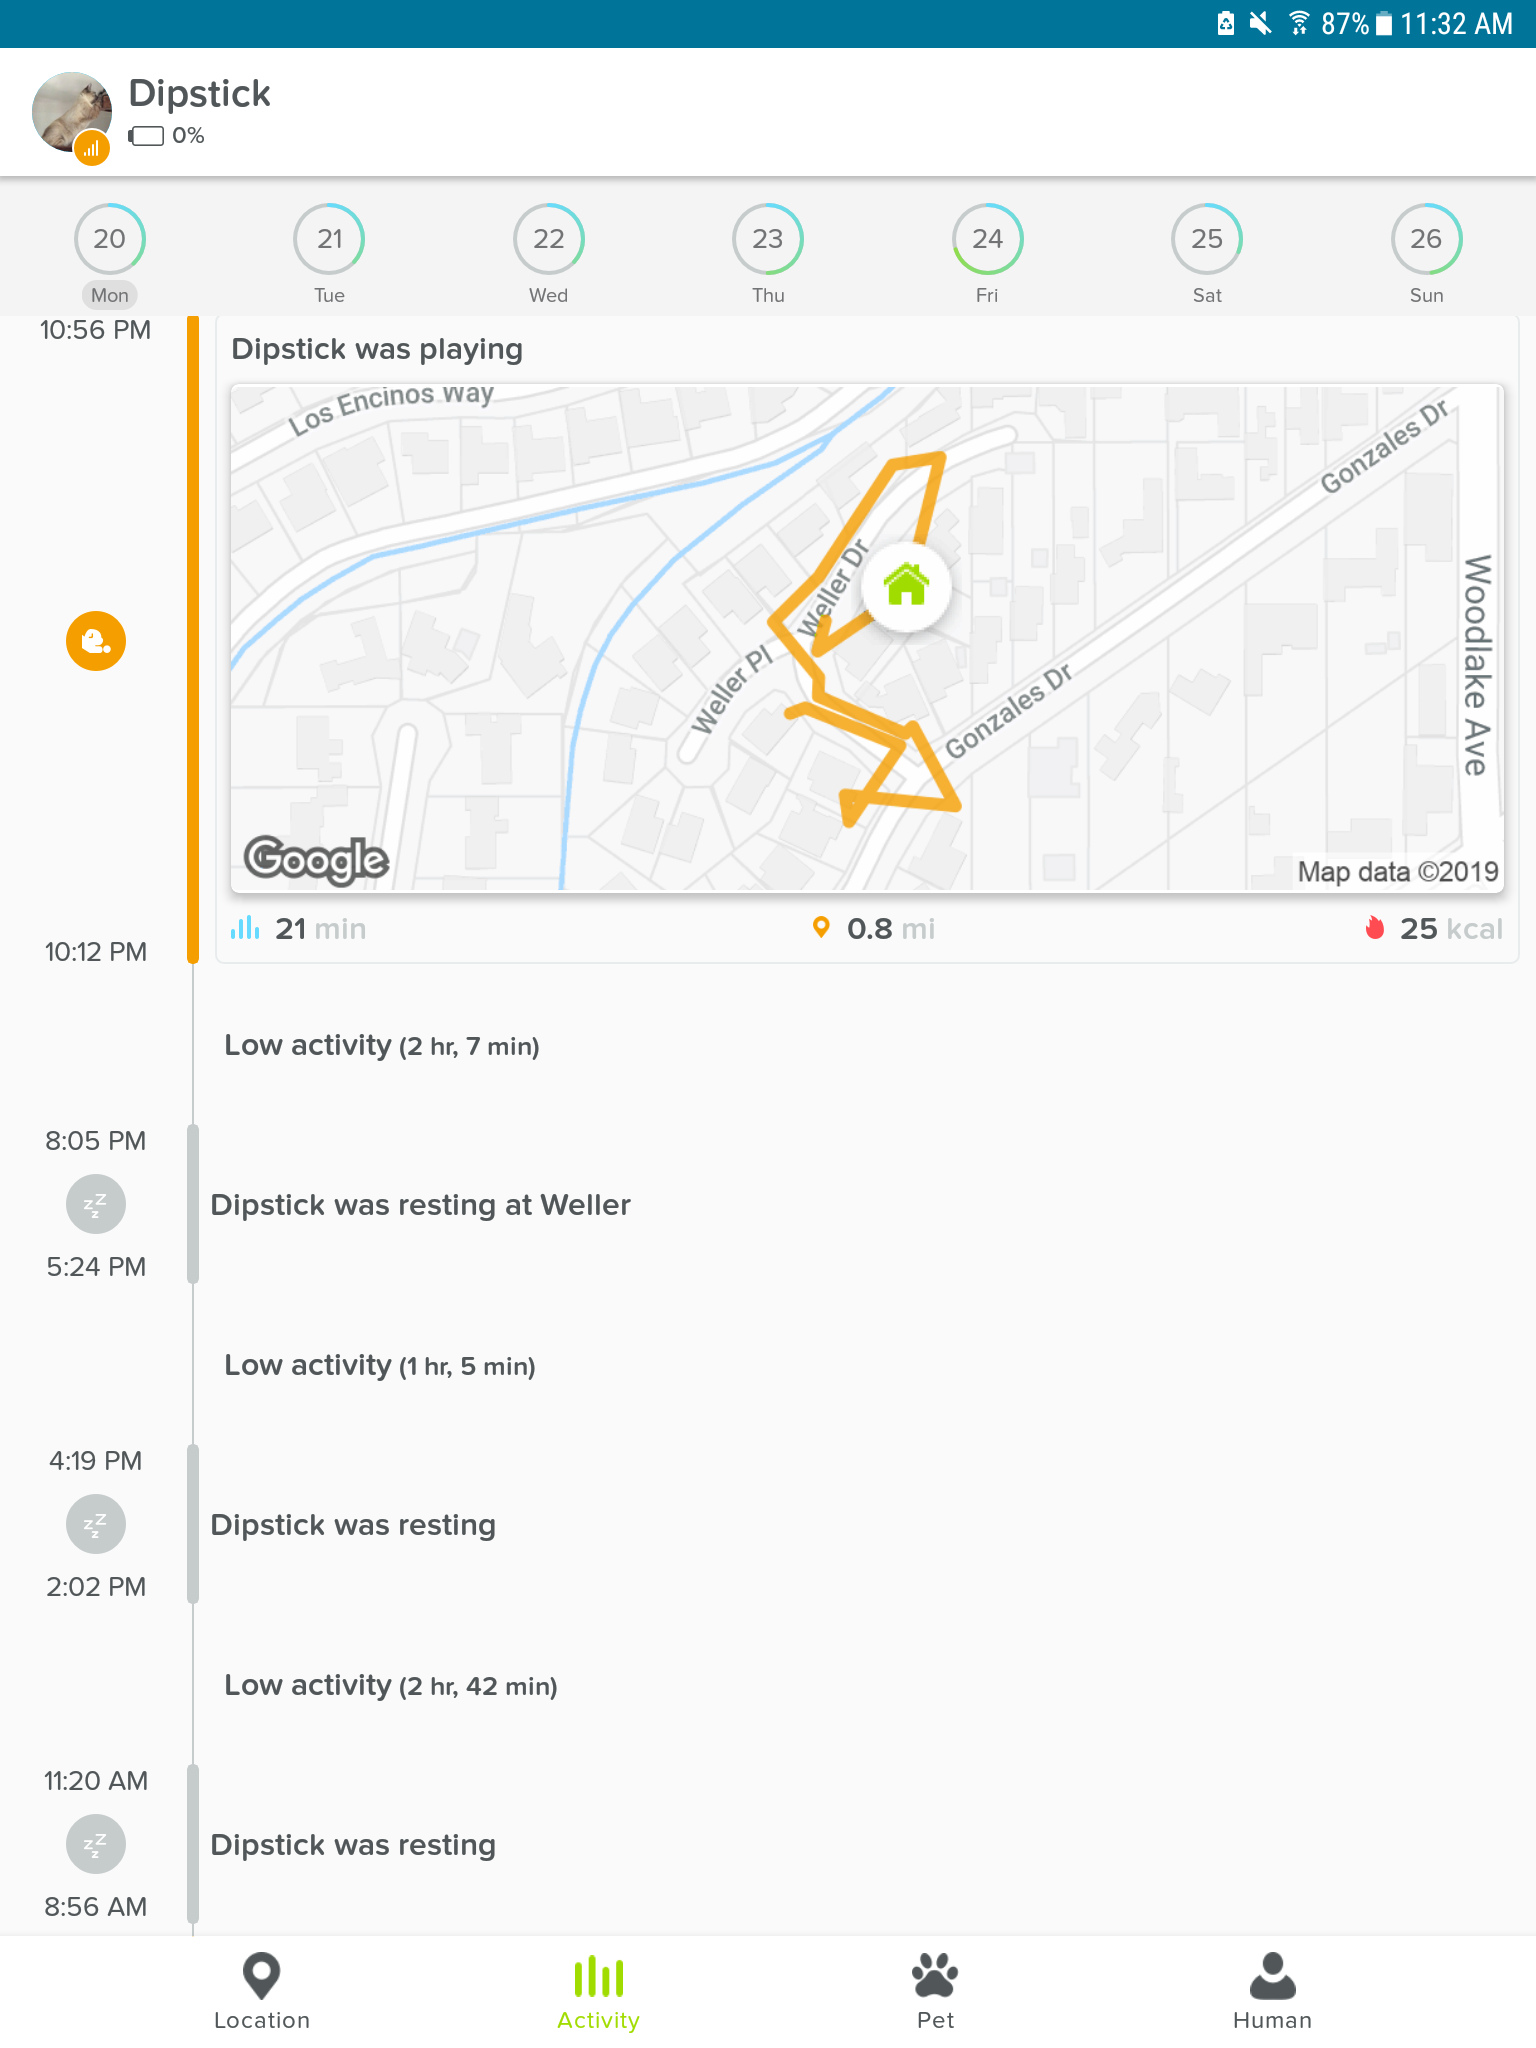 87% 11:32 AM
Dipstick
0%
20 21 22 23 24 25 26
Mon Tue Wed Thu Fri Sat Sun
10:56 PM
Dipstick was playing
Los Encinos Way
Gonzales Dr
Weller Dr
Woodlake Ave
Weller Pl
Gonzales Dr
Google
Map data ©2019
21 min 0.8 mi 25 kcal
10:12 PM
Low activity (2 hr, 7 min)
8:05 PM
zzz
Dipstick was resting at Weller
5:24 PM
Low activity (1 hr, 5 min)
4:19 PM
zzz
Dipstick was resting
2:02 PM
Low activity (2 hr, 42 min)
11:20 AM
zzz
Dipstick was resting
8:56 AM
Location Activity Pet Human